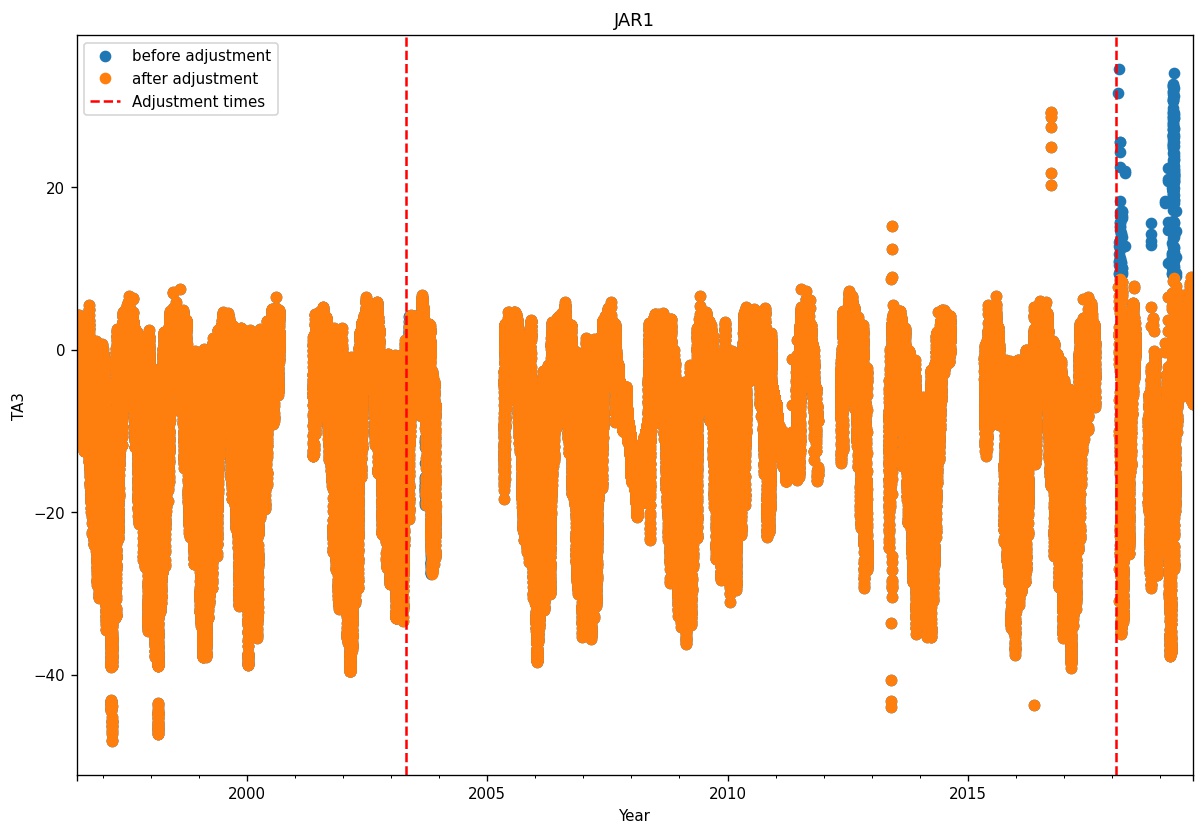 JAR1
before adjustment
after adjustment
Adjustment times
TA3
20
0
−20
−40
2000
2005
2010
2015
Year